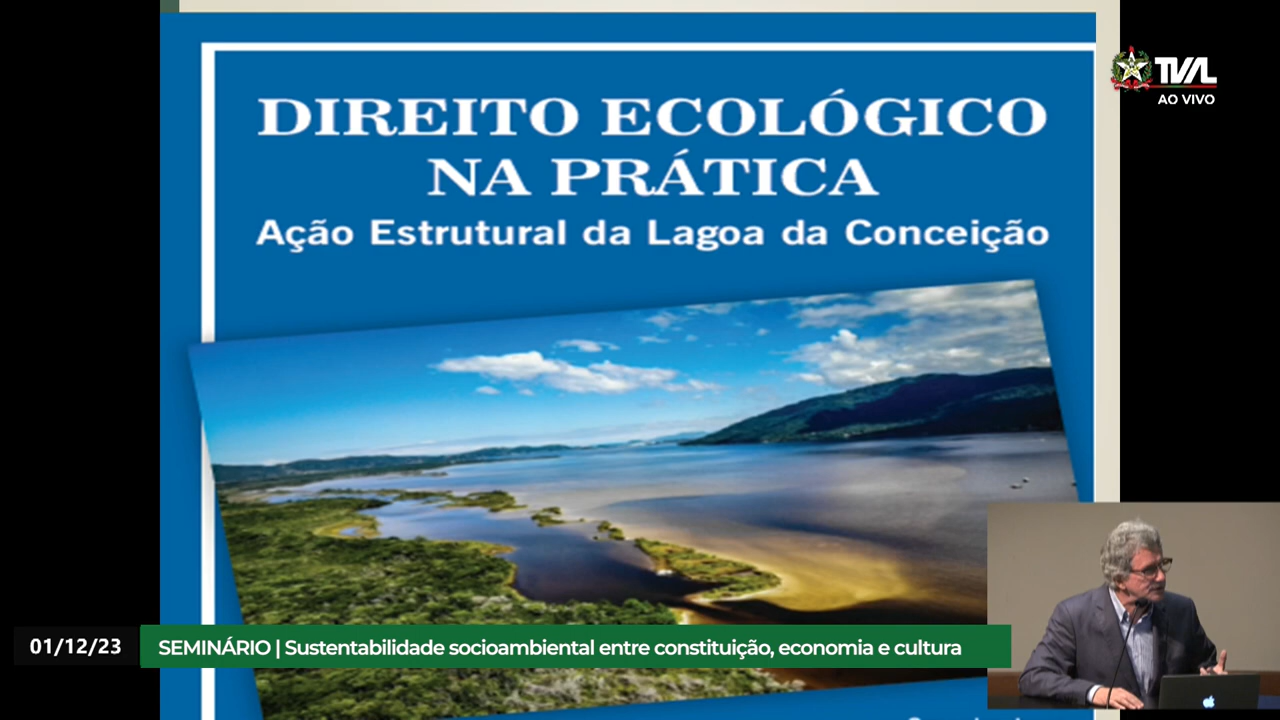 DIREITO ECOLÓGICO
NA PRÁTICA
Ação Estrutural da Lagoa da Conceição
TVAL
AO VIVO
01/12/23
SEMINÁRIO | Sustentabilidade socioambiental entre constituição, economia e cultura